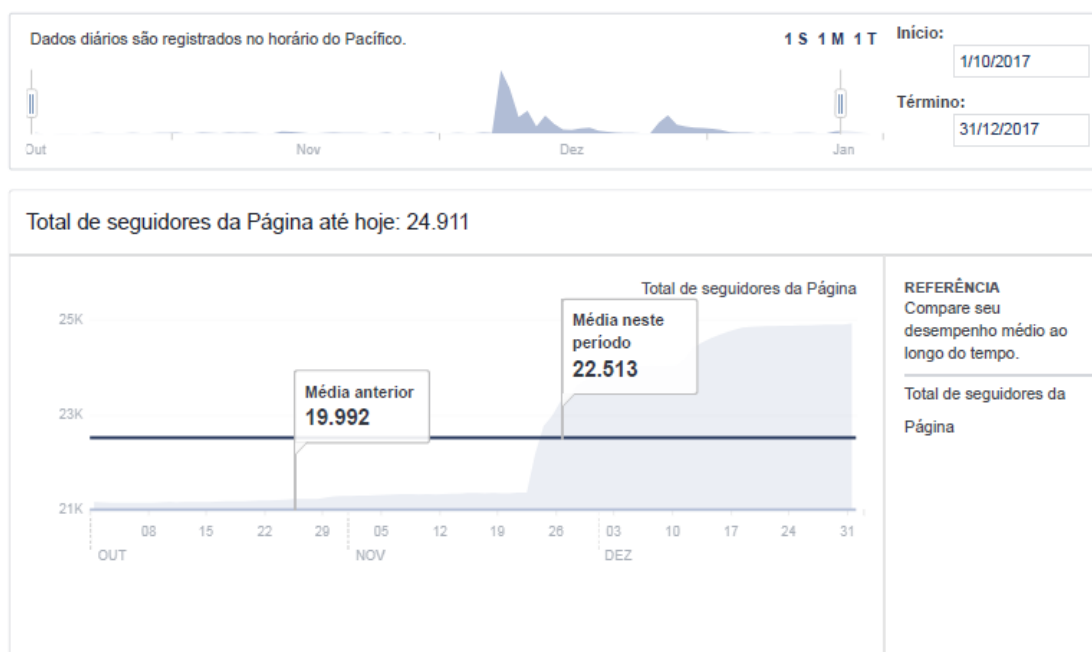 Dados diários são registrados no horário do Pacífico.
1 S 1 M 1 T
Início:
1/10/2017
Término:
31/12/2017
Out
Nov
Dez
Jan
Total de seguidores da Página até hoje: 24.911
Total de seguidores da Página
25K
23K
21K
Média anterior
19.992
Média neste
período
22.513
08 15 22 29 05 12 19 26 03 10 17 24 31
OUT NOV DEZ
REFERÊNCIA
Compare seu
desempenho médio ao
longo do tempo.
Total de seguidores da
Página